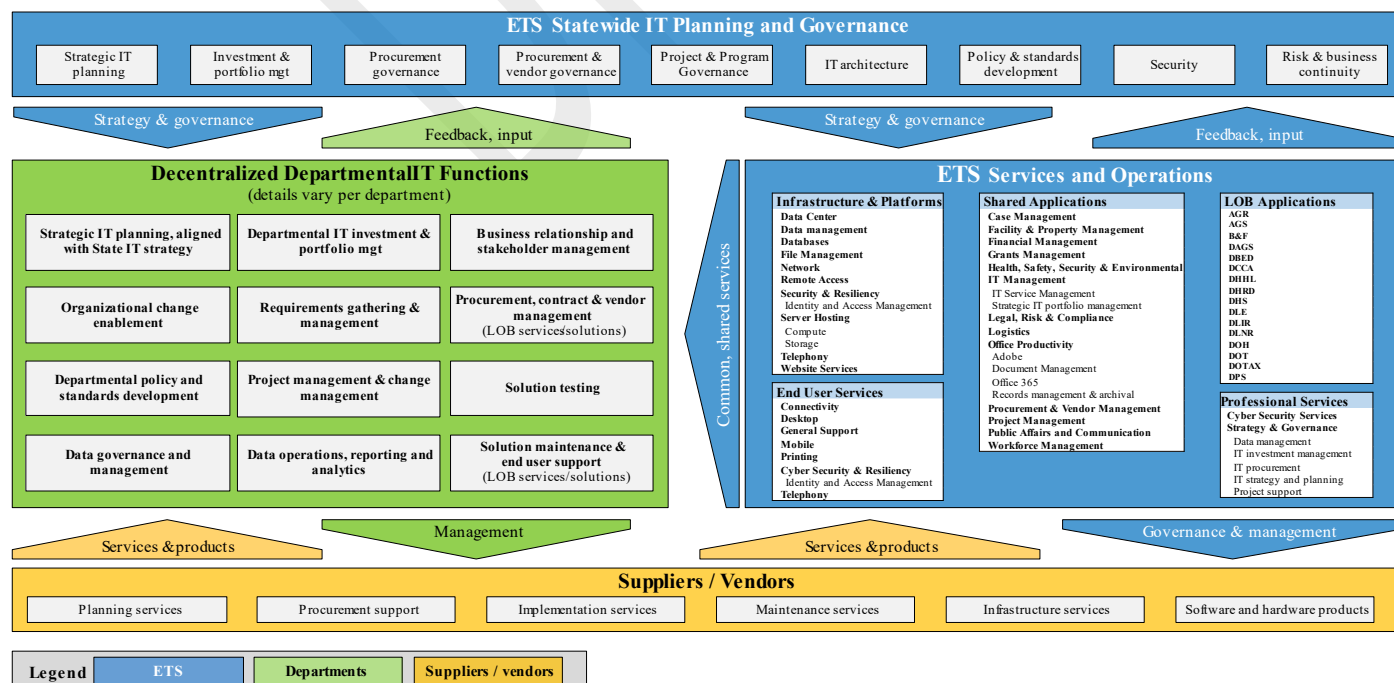 ETS Statewide IT Planning and Governance
Strategic IT
planning
Investment &
portfolio mgt
Procurement
governance
Procurement &
vendor governance
Project & Program
Governance
IT architecture
Policy & standards
development
Security
Risk & business
continuity
Strategy & governance
Feedback, input
Strategy & governance
Feedback, input
Decentralized DepartmentalIT Functions
(details vary per department)
Strategic IT planning, aligned
with State IT strategy
Departmental IT investment &
portfolio mgt
Business relationship and
stakeholder management
Organizational change
enablement
Requirements gathering &
management
Procurement, contract & vendor
management
(LOB services/solutions)
Departmental policy and
standards development
Project management & change
management
Solution testing
Data governance and
management
Data operations, reporting and
analytics
Solution maintenance &
end user support
(LOB services/solutions)
Common, shared services
ETS Services and Operations
Infrastructure & Platforms
Data Center
Data management
Databases
File Management
Network
Remote Access
Security & Resiliency
Identity and Access Management
Server Hosting
Compute
Storage
Telephony
Website Services
End User Services
Connectivity
Desktop
General Support
Mobile
Printing
Cyber Security & Resiliency
Identity and Access Management
Telephony
Shared Applications
Case Management
Facility & Property Management
Financial Management
Grants Management
Health, Safety, Security & Environmental
IT Management
IT Service Management
Strategic IT portfolio management
Legal, Risk & Compliance
Logistics
Office Productivity
Adobe
Document Management
Office 365
Records management & archival
Procurement & Vendor Management
Project Management
Public Affairs and Communication
Workforce Management
LOB Applications
AGR
AGS
B&F
DAGS
DBED
DCCA
DHHL
DHRD
DHS
DLE
DLIR
DLNR
DOH
DOT
DOTAX
DPS
Professional Services
Cyber Security Services
Strategy & Governance
Data management
IT investment management
IT procurement
IT strategy and planning
Project support
Services &products
Management
Services &products
Governance & management
Suppliers / Vendors
Planning services
Procurement support
Implementation services
Maintenance services
Infrastructure services
Software and hardware products
Legend
ETS
Departments
Suppliers / vendors